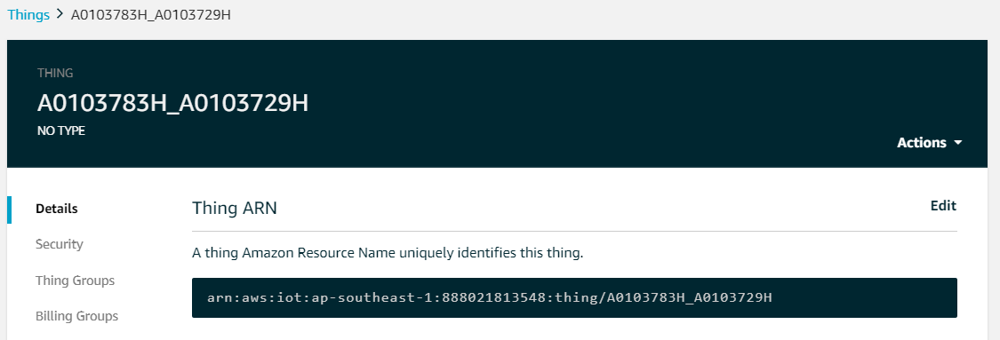 Things > A0103783H_A0103729H
THING
A0103783H_A0103729H
NO TYPE
Actions
Details
Security
Thing Groups
Billing Groups
Thing ARN
Edit
A thing Amazon Resource Name uniquely identifies this thing.
arn:aws:iot:ap-southeast-1:888021813548:thing/A0103783H_A0103729H